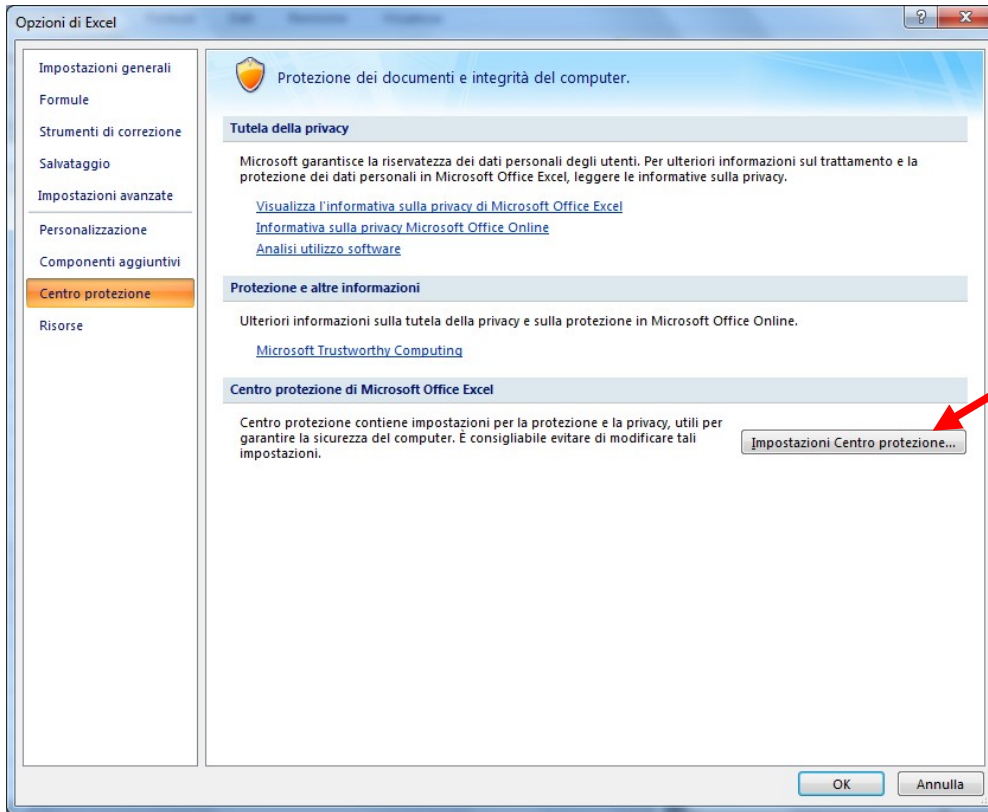 Opzioni di Excel
Impostazioni generali
Formule
Strumenti di correzione
Salvataggio
Impostazioni avanzate
Personalizzazione
Componenti aggiuntivi
Centro protezione
Risorse
Protezione dei documenti e integrità del computer.
Tutela della privacy
Microsoft garantisce la riservatezza dei dati personali degli utenti. Per ulteriori informazioni sul trattamento e la
protezione dei dati personali in Microsoft Office Excel, leggere le informative sulla privacy.
Visualizza l'informativa sulla privacy di Microsoft Office Excel
Informativa sulla privacy Microsoft Office Online
Analisi utilizzo software
Protezione e altre informazioni
Ulteriori informazioni sulla tutela della privacy e sulla protezione in Microsoft Office Online.
Microsoft Trustworthy Computing
Centro protezione di Microsoft Office Excel
Centro protezione contiene impostazioni per la protezione e la privacy, utili per
garantire la sicurezza del computer. È consigliabile evitare di modificare tali
impostazioni.
Impostazioni Centro protezione...
OK
Annulla